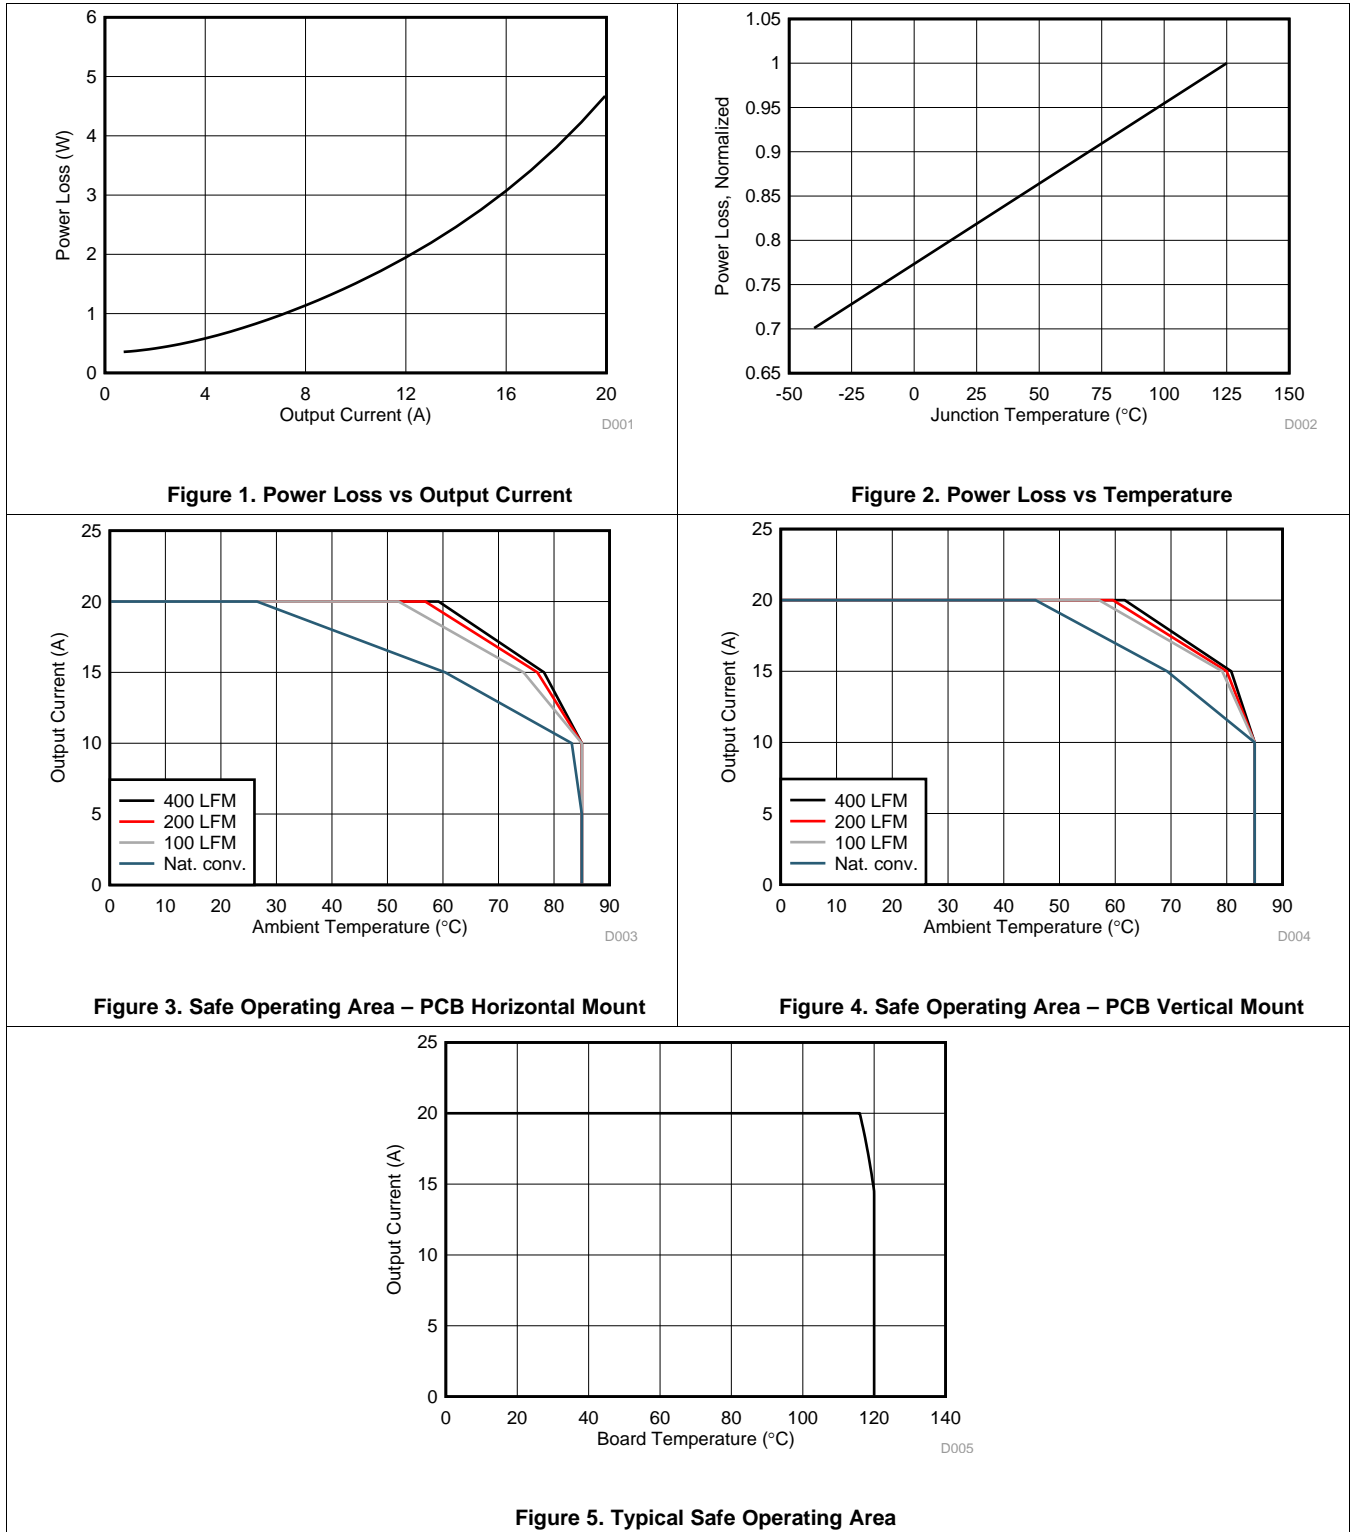 6
5
4
3
2
1
0
Power Loss (W)
0 4 8 12 16 20
Output Current (A)
D001
Figure 1. Power Loss vs Output Current
1.05
1
0.95
0.9
0.85
0.8
0.75
0.7
0.65
Power Loss, Normalized
-50 -25 0 25 50 75 100 125 150
Junction Temperature (°C)
D002
Figure 2. Power Loss vs Temperature
25
20
15
10
5
0
Output Current (A)
400 LFM
200 LFM
100 LFM
Nat. conv.
0 10 20 30 40 50 60 70 80 90
Ambient Temperature (°C)
D003
Figure 3. Safe Operating Area – PCB Horizontal Mount
25
20
15
10
5
0
Output Current (A)
400 LFM
200 LFM
100 LFM
Nat. conv.
0 10 20 30 40 50 60 70 80 90
Ambient Temperature (°C)
D004
Figure 4. Safe Operating Area – PCB Vertical Mount
25
20
15
10
5
0
Output Current (A)
0 20 40 60 80 100 120 140
Board Temperature (°C)
D005
Figure 5. Typical Safe Operating Area